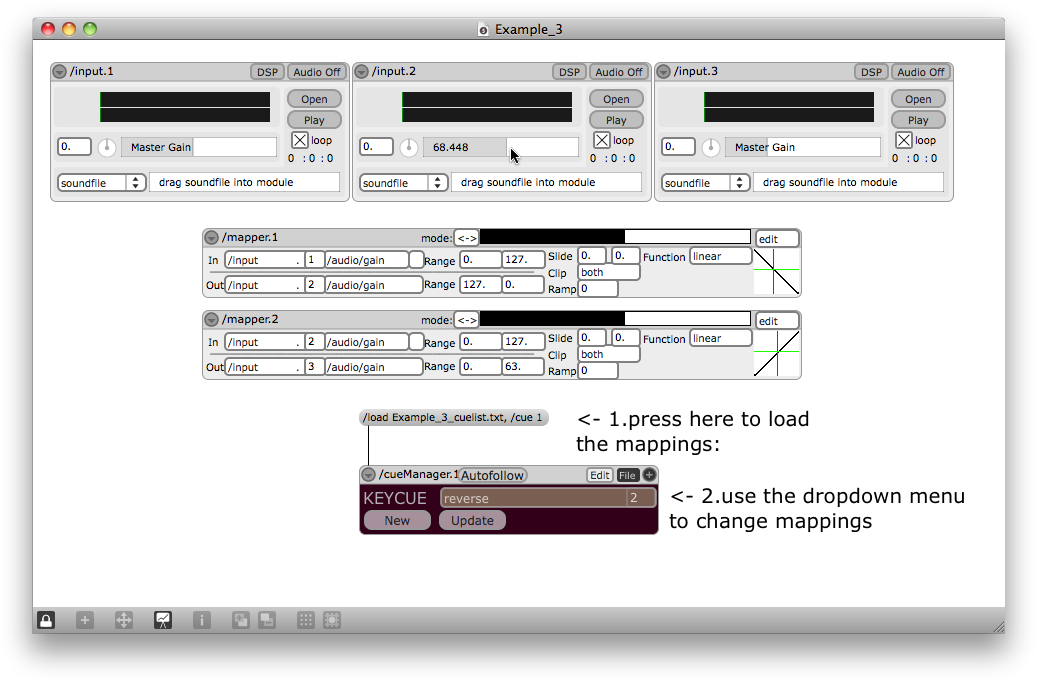 Example_3
/input.1 DSP Audio Off
Open
Play
loop
0. Master Gain
0 : 0 : 0
soundfile drag soundfile into module
/input.2 DSP Audio Off
Open
Play
loop
0. 68.448
0 : 0 : 0
soundfile drag soundfile into module
/input.3 DSP Audio Off
Open
Play
loop
0. Master Gain
0 : 0 : 0
soundfile drag soundfile into module
/mapper.1 mode: <-> edit
In /input . 1 /audio/gain Range 0. 127. Slide 0. 0. Function linear
Clip both
Out /input . 2 /audio/gain Range 127. 0. Ramp 0
/mapper.2 mode: <-> edit
In /input . 2 /audio/gain Range 0. 127. Slide 0. 0. Function linear
Clip both
Out /input . 3 /audio/gain Range 0. 63. Ramp 0
/load Example_3_cuelist.txt, /cue 1
<- 1.press here to load
the mappings:
/cueManager.1 Autofollow Edit File +
KEYCUE reverse 2
New Update
<- 2.use the dropdown menu
to change mappings